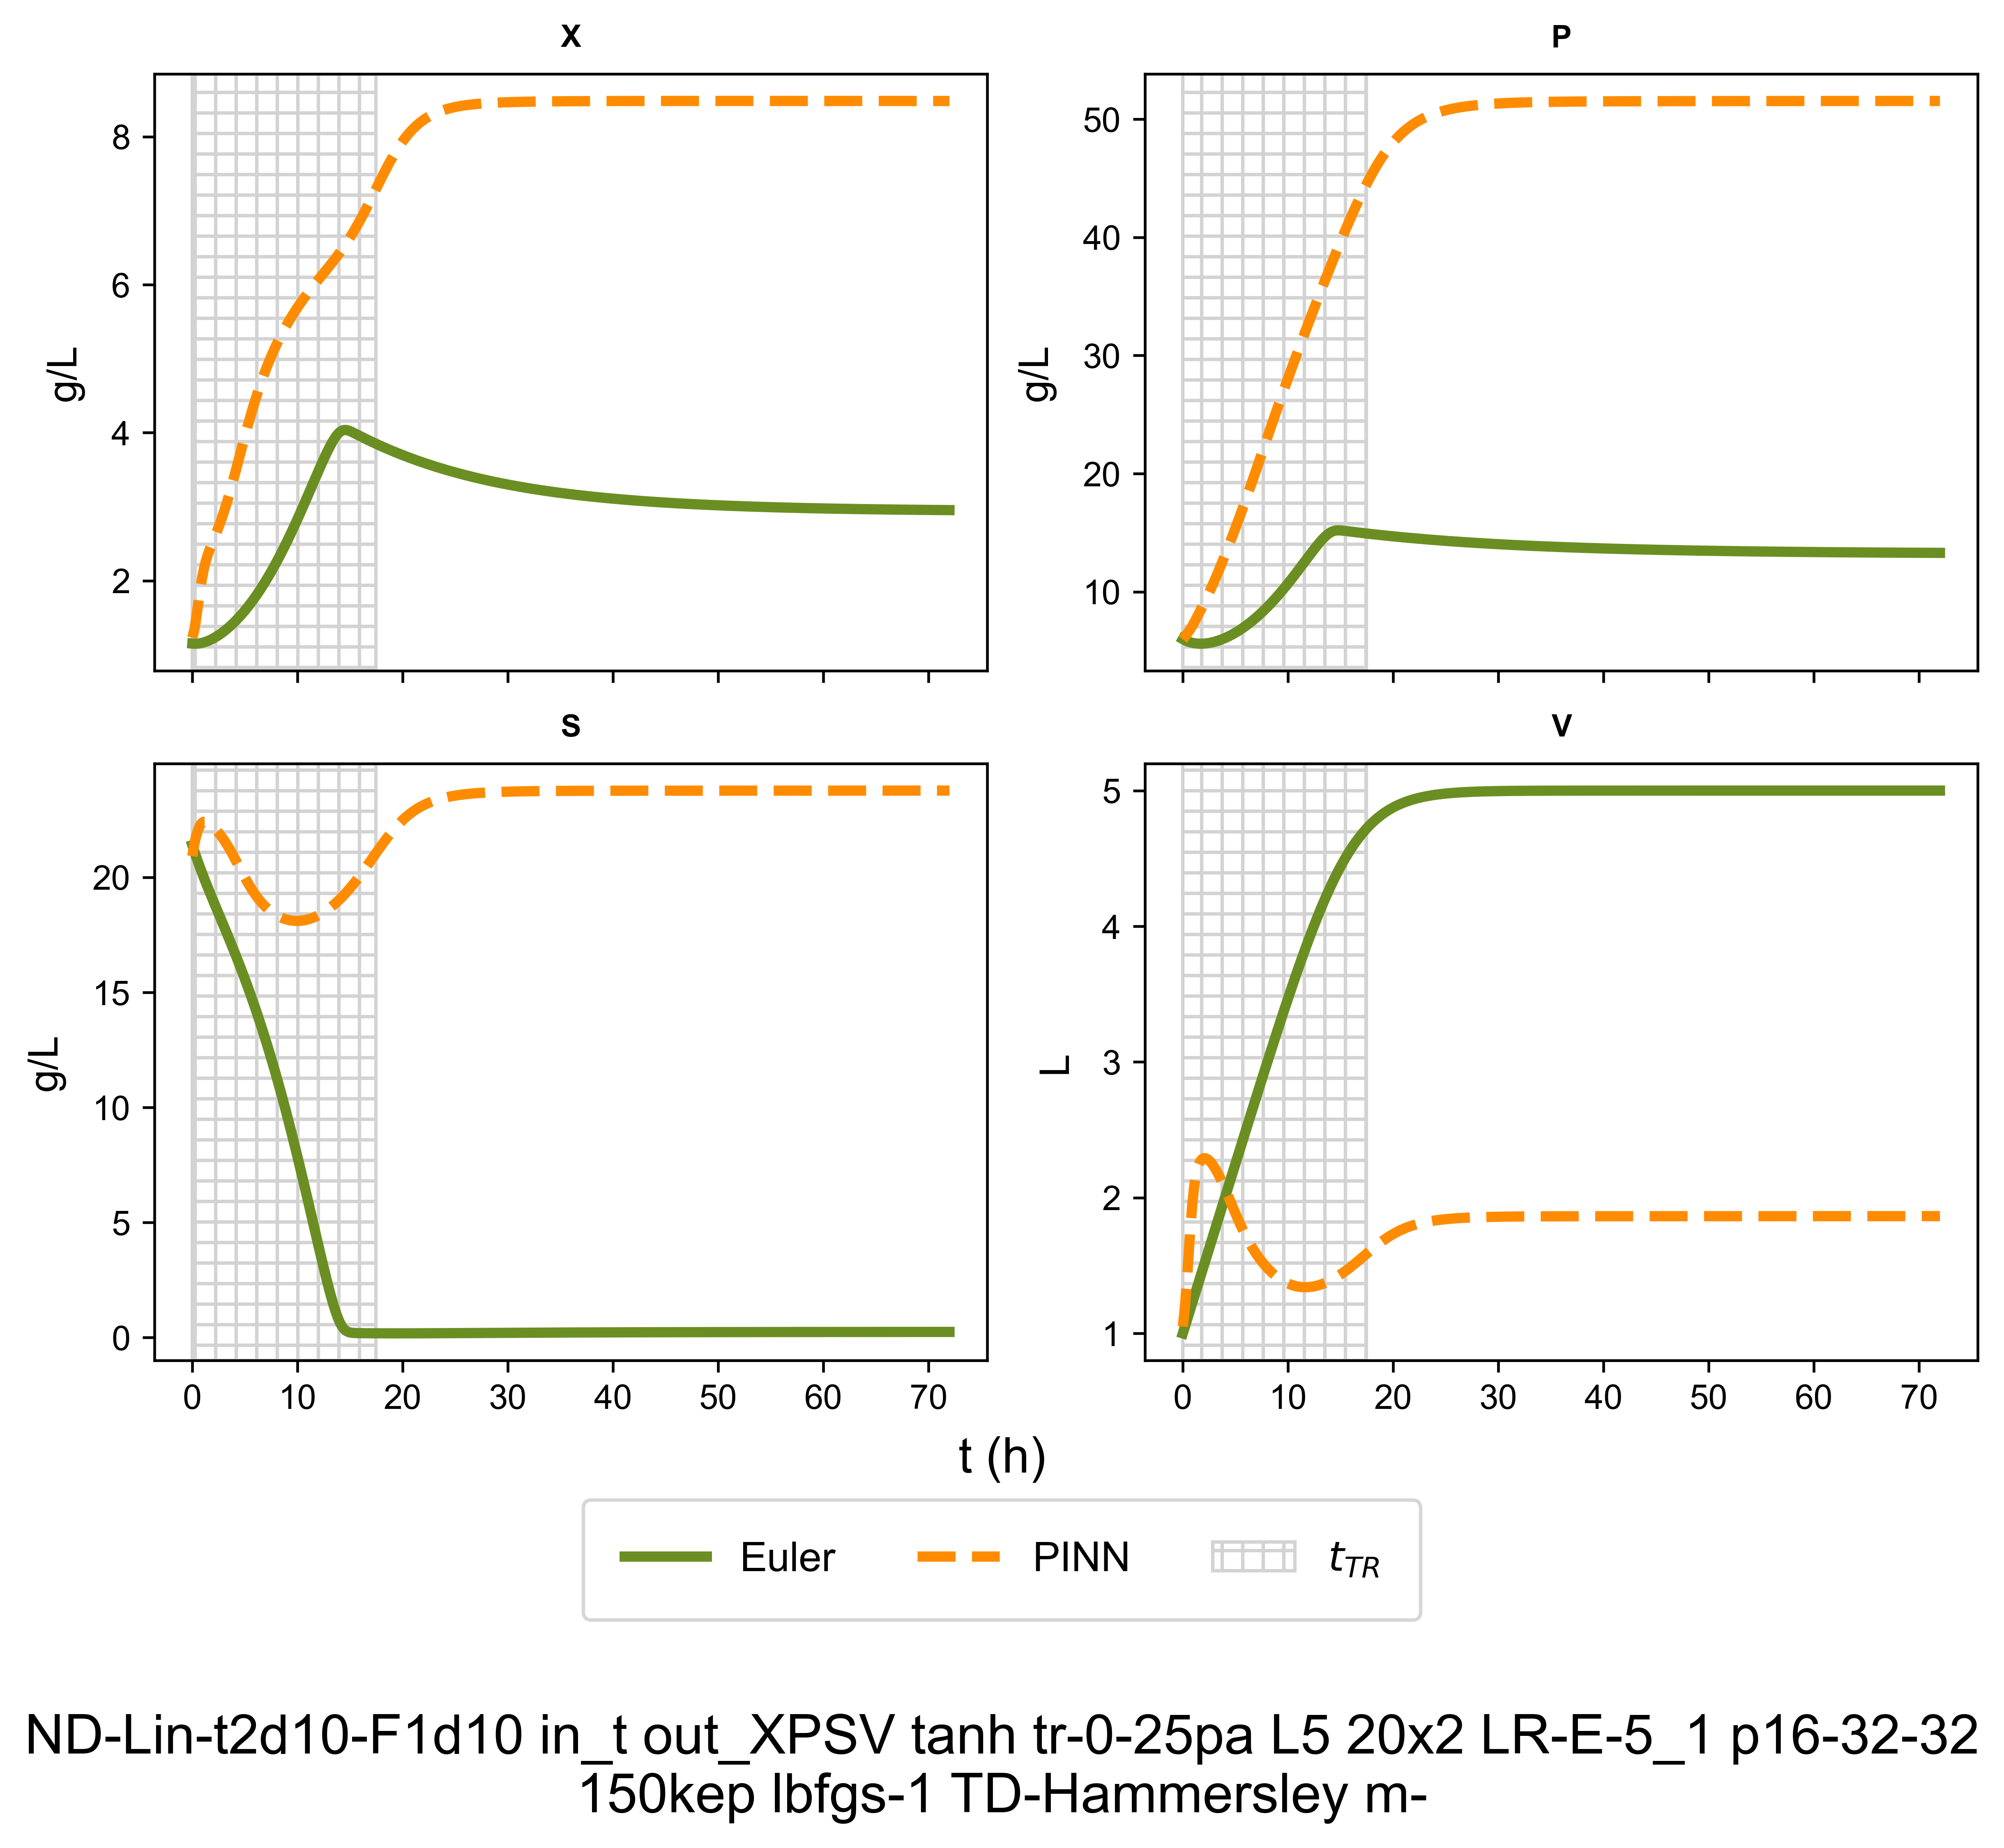 X
8
6
4
2
g/L
P
50
40
30
20
10
g/L
S
20
15
10
5
0
g/L
0 10 20 30 40 50 60 70
V
5
4
3
2
1
L
0 10 20 30 40 50 60 70
t (h)
Euler PINN t_TR
ND-Lin-t2d10-F1d10 in_t out_XPSV tanh tr-0-25pa L5 20x2 LR-E-5_1 p16-32-32
150kep lbfgs-1 TD-Hammersley m-